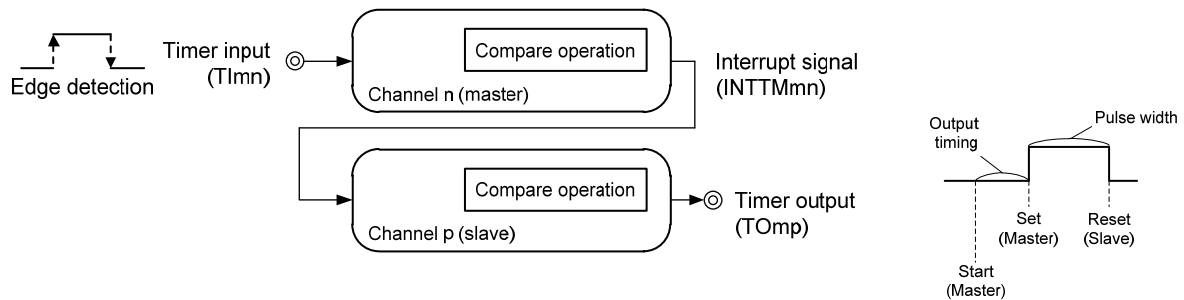 Timer input
(TImn)
Edge detection
Compare operation
Channel n (master)
Interrupt signal
(INTTMmn)
Compare operation
Channel p (slave)
Timer output
(TOmp)
Output
timing
Pulse width
Set
(Master)
Reset
(Slave)
Start
(Master)